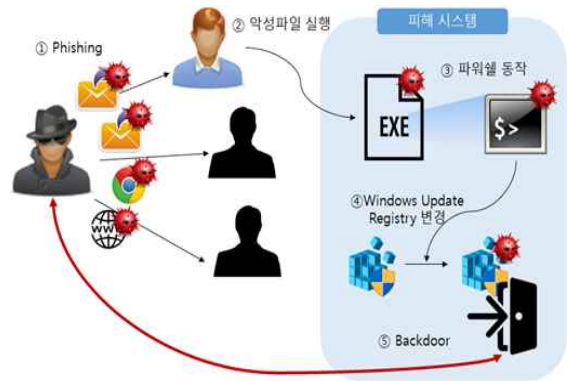 피해 시스템
① Phishing
② 악성파일 실행
③ 파워쉘 동작
EXE
$>
④Windows Update
Registry 변경
WWW
⑤ Backdoor